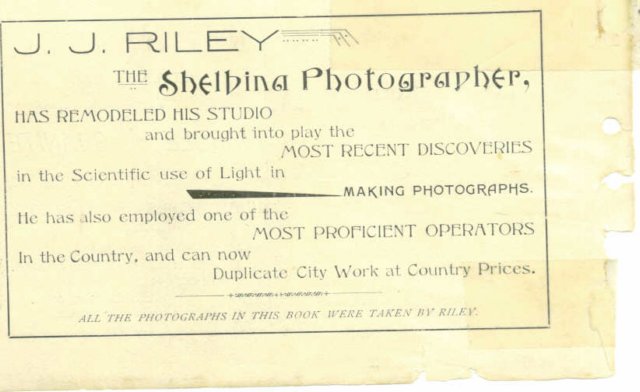 J. J. RILEY
THE Shelbina Photographer,
HAS REMODELED HIS STUDIO
and brought into play the
MOST RECENT DISCOVERIES
in the Scientific use of Light in
MAKING PHOTOGRAPHS.
He has also employed one of the
MOST PROFICIENT OPERATORS
In the Country, and can now
Duplicate City Work at Country Prices.
ALL THE PHOTOGRAPHS IN THIS BOOK WERE TAKEN BY RILEY.